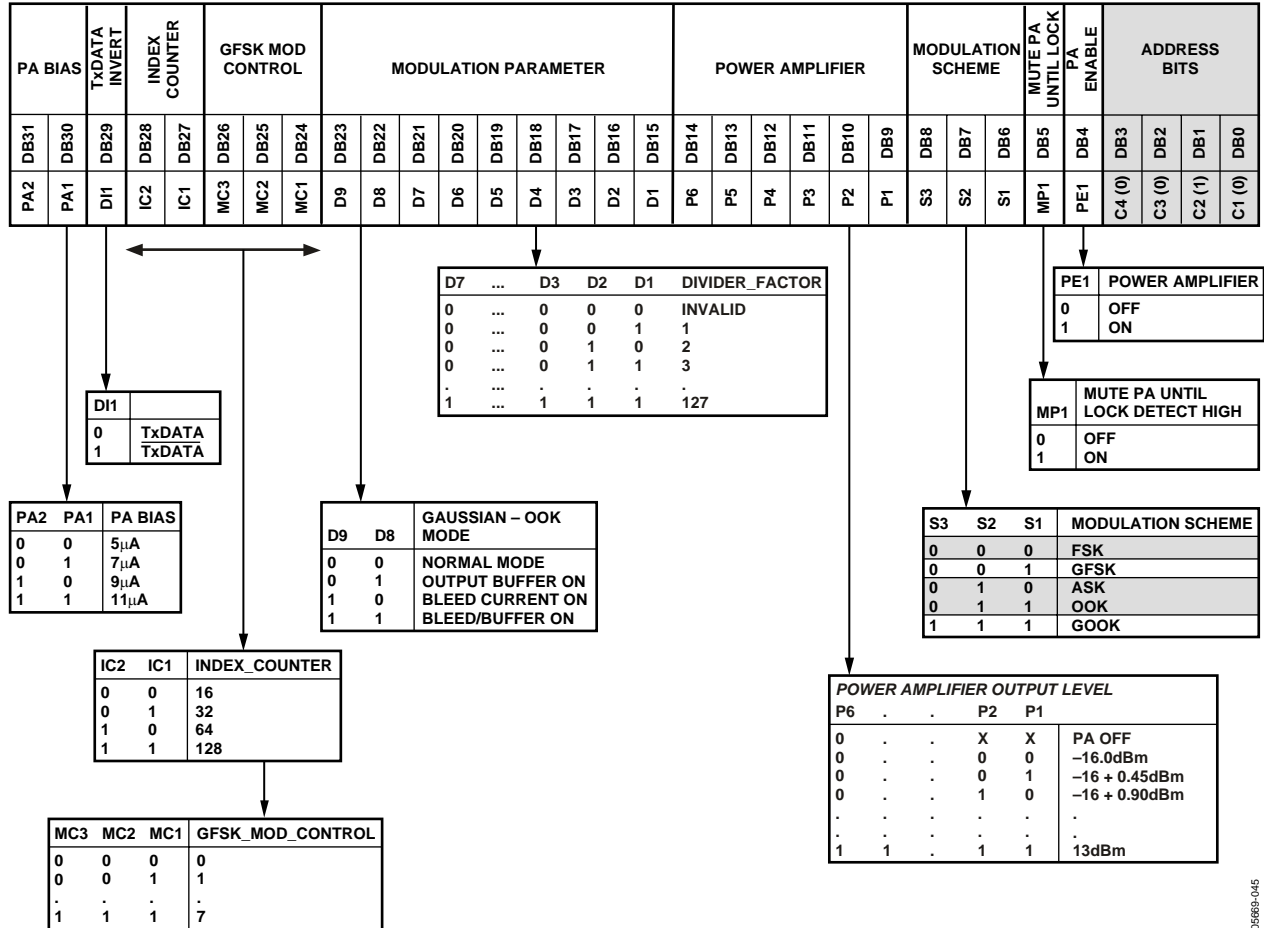 PA BIAS
TxDATA
INVERT
INDEX
COUNTER
GFSK MOD
CONTROL
MODULATION PARAMETER
POWER AMPLIFIER
MODULATION
SCHEME
MUTE PA
UNTIL LOCK
PA
ENABLE
ADDRESS
BITS
DB31 DB30 DB29 DB28 DB27 DB26 DB25 DB24 DB23 DB22 DB21 DB20 DB19 DB18 DB17 DB16 DB15 DB14 DB13 DB12 DB11 DB10 DB9 DB8 DB7 DB6 DB5 DB4 DB3 DB2 DB1 DB0
PA2 PA1 DI1 IC2 IC1 MC3 MC2 MC1 D9 D8 D7 D6 D5 D4 D3 D2 D1 P6 P5 P4 P3 P2 P1 S3 S2 S1 MP1 PE1 C4 (0) C3 (0) C2 (1) C1 (0)
D7 ... D3 D2 D1 DIVIDER_FACTOR
0 ... 0 0 0 INVALID
0 ... 0 0 1 1
0 ... 0 1 0 2
0 ... 0 1 1 3
. ... . . . .
1 ... 1 1 1 127
PE1 POWER AMPLIFIER
0 OFF
1 ON
MP1 MUTE PA UNTIL
LOCK DETECT HIGH
0 OFF
1 ON
DI1
0 TxDATA
1 TxDATA
PA2 PA1 PA BIAS
0 0 5µA
0 1 7µA
1 0 9µA
1 1 11µA
D9 D8 GAUSSIAN – OOK
MODE
0 0 NORMAL MODE
0 1 OUTPUT BUFFER ON
1 0 BLEED CURRENT ON
1 1 BLEED/BUFFER ON
S3 S2 S1 MODULATION SCHEME
0 0 0 FSK
0 0 1 GFSK
0 1 0 ASK
0 1 1 OOK
1 1 1 GOOK
IC2 IC1 INDEX_COUNTER
0 0 16
0 1 32
1 0 64
1 1 128
POWER AMPLIFIER OUTPUT LEVEL
P6 . . P2 P1
0 . . X X PA OFF
0 . . 0 0 –16.0dBm
0 . . 0 1 –16 + 0.45dBm
0 . . 1 0 –16 + 0.90dBm
. . . . . .
. . . . . .
1 1 . 1 1 13dBm
MC3 MC2 MC1 GFSK_MOD_CONTROL
0 0 0 0
0 0 1 1
. . . .
1 1 1 7
05669-045